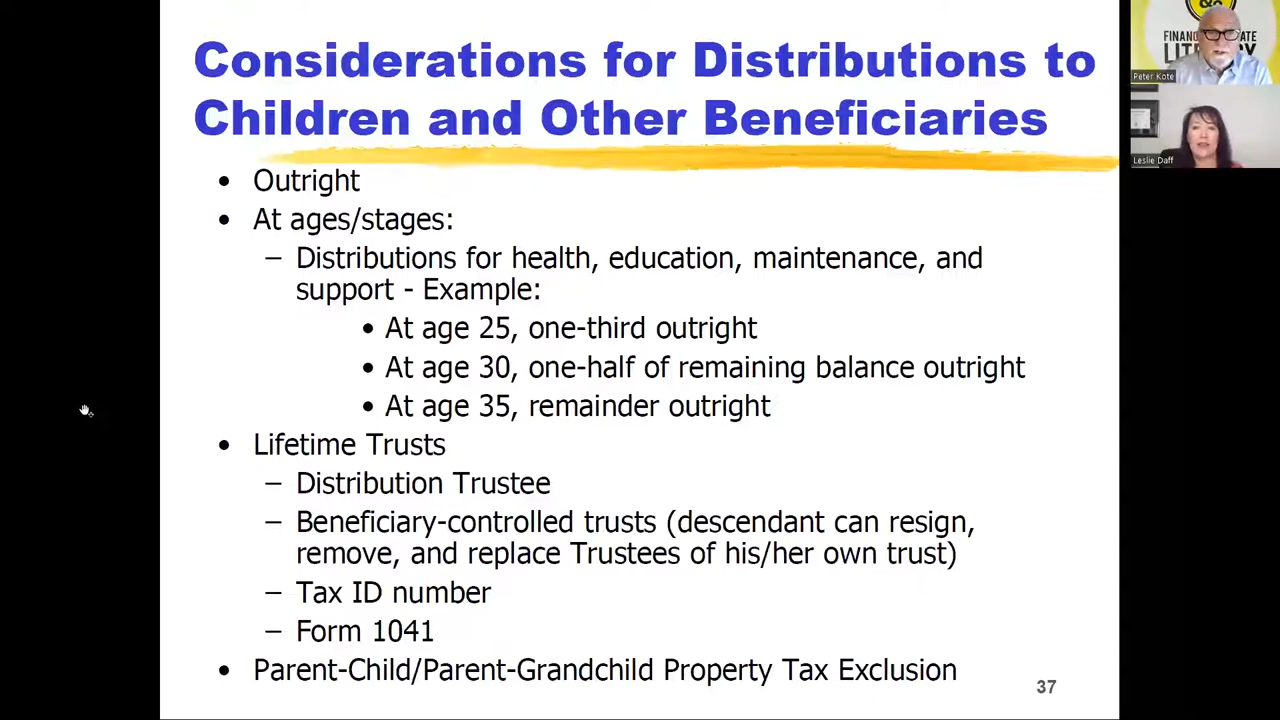 Considerations for Distributions to
Children and Other Beneficiaries
• Outright
• At ages/stages:
– Distributions for health, education, maintenance, and
support - Example:
• At age 25, one-third outright
• At age 30, one-half of remaining balance outright
• At age 35, remainder outright
• Lifetime Trusts
– Distribution Trustee
– Beneficiary-controlled trusts (descendant can resign,
remove, and replace Trustees of his/her own trust)
– Tax ID number
– Form 1041
• Parent-Child/Parent-Grandchild Property Tax Exclusion
37
Peter Kote
Leslie Daff